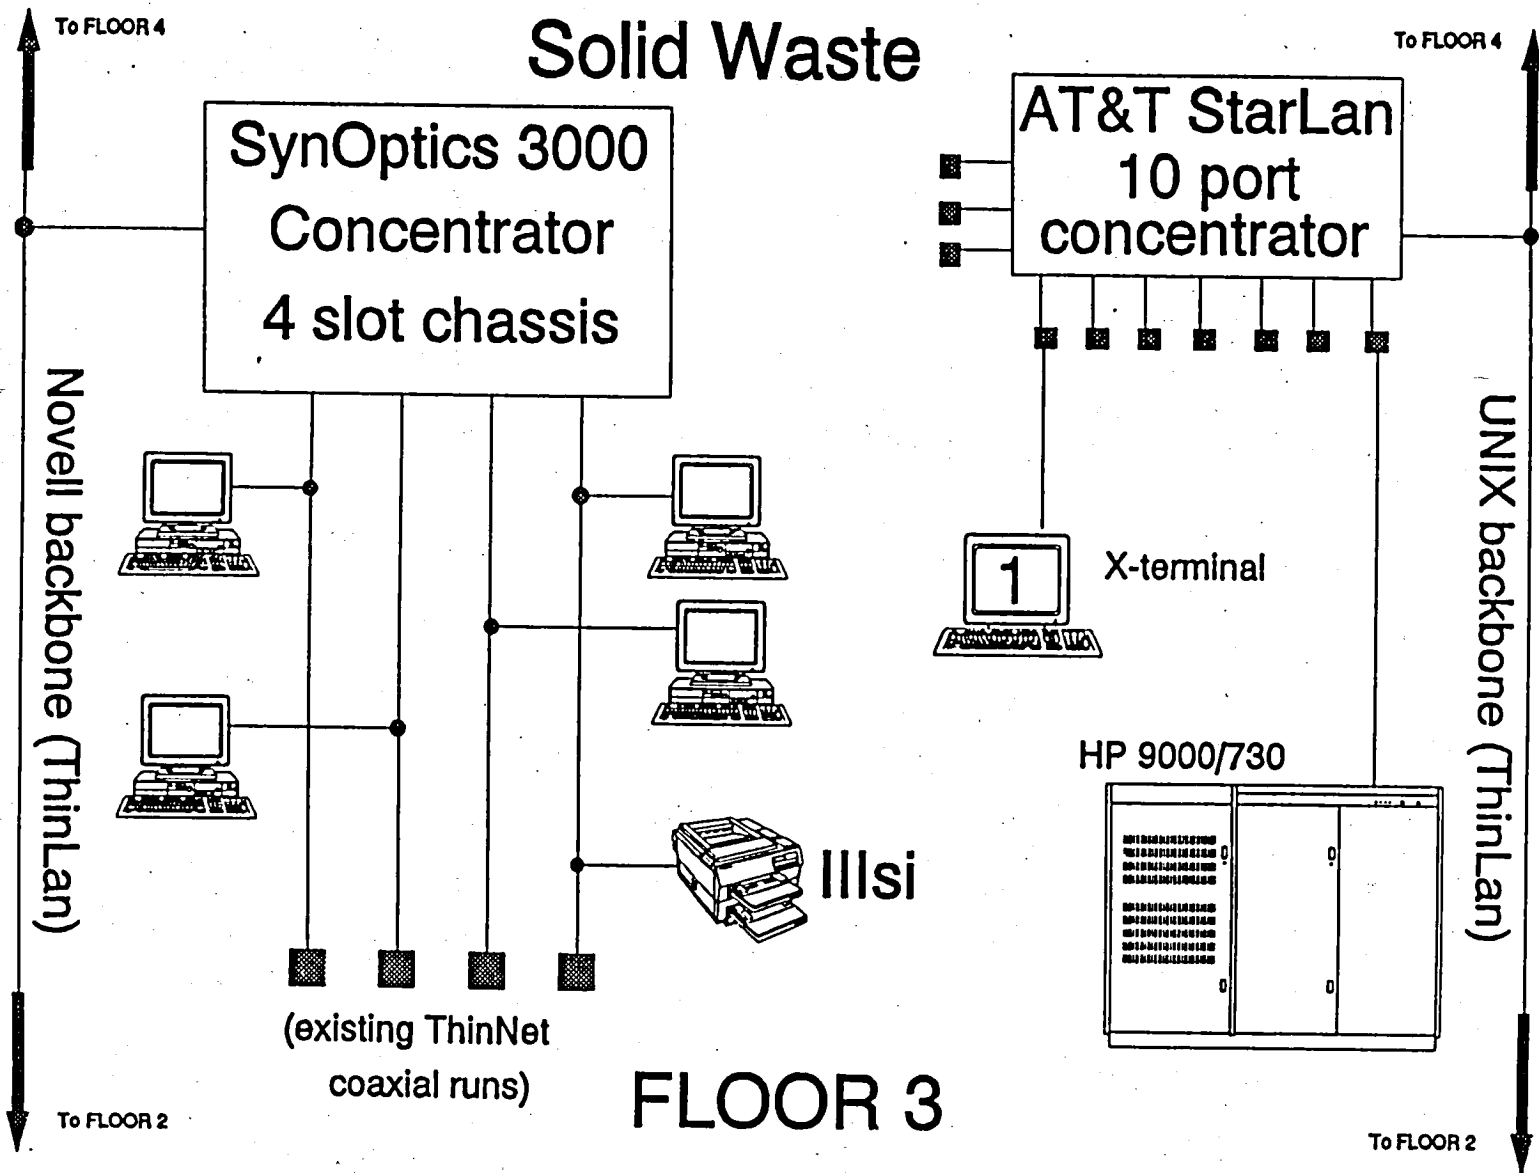 To FLOOR 4
Solid Waste
To FLOOR 4
SynOptics 3000
Concentrator
4 slot chassis
AT&T StarLan
10 port
concentrator
Novell backbone (ThinLan)
UNIX backbone (ThinLan)
1
X-terminal
HP 9000/730
IIIsi
(existing ThinNet
coaxial runs)
FLOOR 3
To FLOOR 2
To FLOOR 2